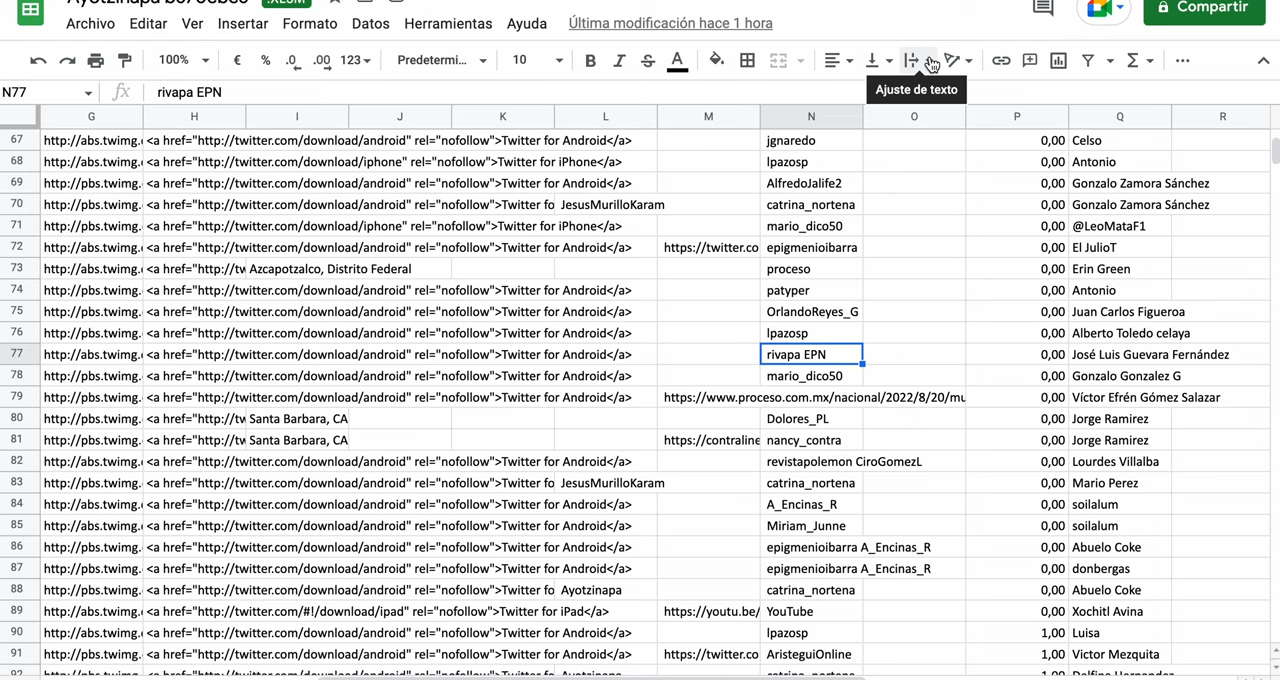 .XLSM
Archivo Editar Ver Insertar Formato Datos Herramientas Ayuda Última modificación hace 1 hora Compartir
100% € % .0 .00 123 Predetermi... 10 B I S A
N77 fx rivapa EPN Ajuste de texto
G H I J K L M N O P Q R
67 http://abs.twimg. <a href="http://twitter.com/download/android" rel="nofollow">Twitter for Android</a> jgnaredo 0,00 Celso
68 http://pbs.twimg. <a href="http://twitter.com/download/iphone" rel="nofollow">Twitter for iPhone</a> lpazosp 0,00 Antonio
69 http://pbs.twimg. <a href="http://twitter.com/download/android" rel="nofollow">Twitter for Android</a> AlfredoJalife2 0,00 Gonzalo Zamora Sánchez
70 http://pbs.twimg. <a href="http://twitter.com/download/android" rel="nofollow">Twitter fo JesusMurilloKaram catrina_nortena 0,00 Gonzalo Zamora Sánchez
71 http://pbs.twimg. <a href="http://twitter.com/download/iphone" rel="nofollow">Twitter for iPhone</a> mario_dico50 0,00 @LeoMataF1
72 http://abs.twimg. <a href="http://twitter.com/download/android" rel="nofollow">Twitter for Android</a> https://twitter.co epigmenioibarra 0,00 El JulioT
73 http://abs.twimg. <a href="http://tw Azcapotzalco, Distrito Federal proceso 0,00 Erin Green
74 http://pbs.twimg. <a href="http://twitter.com/download/android" rel="nofollow">Twitter for Android</a> patyper 0,00 Antonio
75 http://abs.twimg. <a href="http://twitter.com/download/android" rel="nofollow">Twitter for Android</a> OrlandoReyes_G 0,00 Juan Carlos Figueroa
76 http://abs.twimg. <a href="http://twitter.com/download/android" rel="nofollow">Twitter for Android</a> lpazosp 0,00 Alberto Toledo celaya
77 http://abs.twimg. <a href="http://twitter.com/download/android" rel="nofollow">Twitter for Android</a> rivapa EPN 0,00 José Luis Guevara Fernández
78 http://abs.twimg. <a href="http://twitter.com/download/android" rel="nofollow">Twitter for Android</a> mario_dico50 0,00 Gonzalo Gonzalez G
79 http://pbs.twimg. <a href="http://twitter.com/download/android" rel="nofollow">Twitter for Android</a> https://www.proceso.com.mx/nacional/2022/8/20/mu 0,00 Víctor Efrén Gómez Salazar
80 http://abs.twimg. <a href="http://tw Santa Barbara, CA Dolores_PL 0,00 Jorge Ramirez
81 http://abs.twimg. <a href="http://tw Santa Barbara, CA https://contraline nancy_contra 0,00 Jorge Ramirez
82 http://abs.twimg. <a href="http://twitter.com/download/android" rel="nofollow">Twitter for Android</a> revistapolemon CiroGomezL 0,00 Lourdes Villalba
83 http://abs.twimg. <a href="http://twitter.com/download/android" rel="nofollow">Twitter fo JesusMurilloKaram catrina_nortena 0,00 Mario Perez
84 http://abs.twimg. <a href="http://twitter.com/download/android" rel="nofollow">Twitter for Android</a> A_Encinas_R 0,00 soilalum
85 http://abs.twimg. <a href="http://twitter.com/download/android" rel="nofollow">Twitter for Android</a> Miriam_Junne 0,00 soilalum
86 http://pbs.twimg. <a href="http://twitter.com/download/android" rel="nofollow">Twitter for Android</a> epigmenioibarra A_Encinas_R 0,00 Abuelo Coke
87 http://pbs.twimg. <a href="http://twitter.com/download/android" rel="nofollow">Twitter for Android</a> epigmenioibarra A_Encinas_R 0,00 donbergas
88 http://pbs.twimg. <a href="http://twitter.com/download/android" rel="nofollow">Twitter fo Ayotzinapa catrina_nortena 0,00 Abuelo Coke
89 http://abs.twimg. <a href="http://twitter.com/#!/download/ipad" rel="nofollow">Twitter for iPad</a> https://youtu.be/ YouTube 0,00 Xochitl Avina
90 http://abs.twimg. <a href="http://twitter.com/download/android" rel="nofollow">Twitter for Android</a> lpazosp 1,00 Luisa
91 http://pbs.twimg. <a href="http://twitter.com/download/android" rel="nofollow">Twitter for Android</a> https://twitter.co AristeguiOnline 1,00 Victor Mezquita